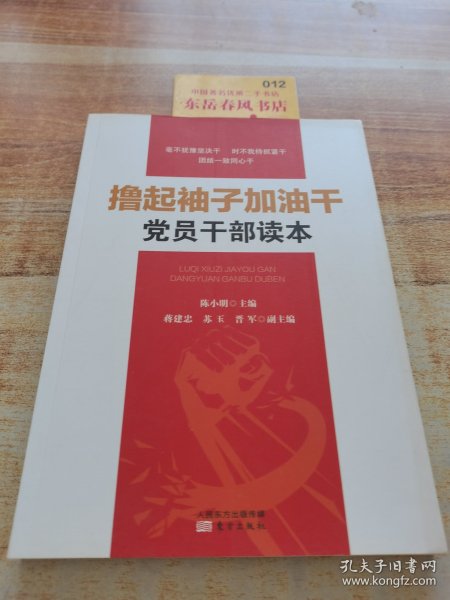 012
中国著名优质二手书店
东岳春风书店
毫不犹豫坚决干 时不我待抓紧干
团结一致同心干
撸起袖子加油干
党员干部读本
LUQI XIUZI JIAYOU GAN
DANGYUAN GANBU DUBEN
陈小明◎主编
蒋建忠 苏玉 晋军◎副主编
人民东方出版传媒
东方出版社
孔夫子旧书网
www.kongfz.com